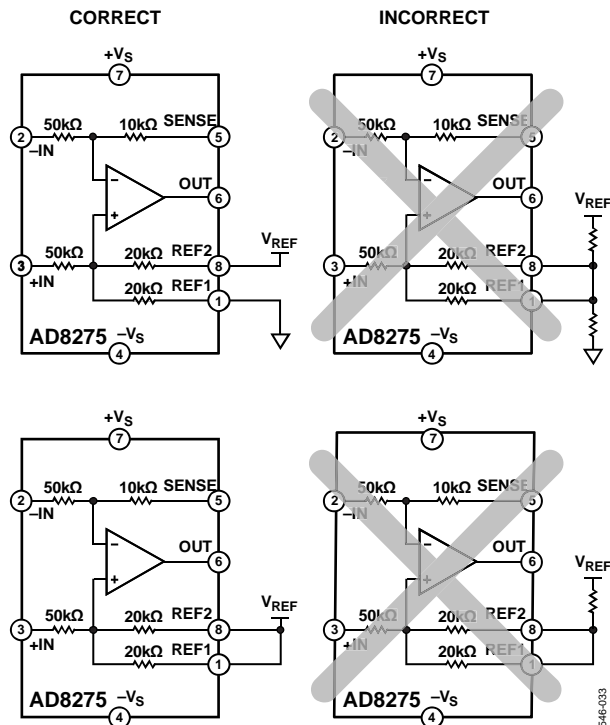 CORRECT
INCORRECT
+VS
7
50kΩ
10kΩ
SENSE
2
5
–IN
–
OUT
6
+
VREF
50kΩ
20kΩ
REF2
3
8
+IN
20kΩ
REF1
1
AD8275
–VS
4
+VS
7
50kΩ
10kΩ
SENSE
2
5
–IN
–
OUT
6
+
VREF
50kΩ
20kΩ
REF2
3
8
+IN
20kΩ
REF1
1
AD8275
–VS
4
+VS
7
50kΩ
10kΩ
SENSE
2
5
–IN
–
OUT
6
+
VREF
50kΩ
20kΩ
REF2
3
8
+IN
20kΩ
REF1
1
AD8275
–VS
4
+VS
7
50kΩ
10kΩ
SENSE
2
5
–IN
–
OUT
6
+
VREF
50kΩ
20kΩ
REF2
3
8
+IN
20kΩ
REF1
1
AD8275
–VS
4